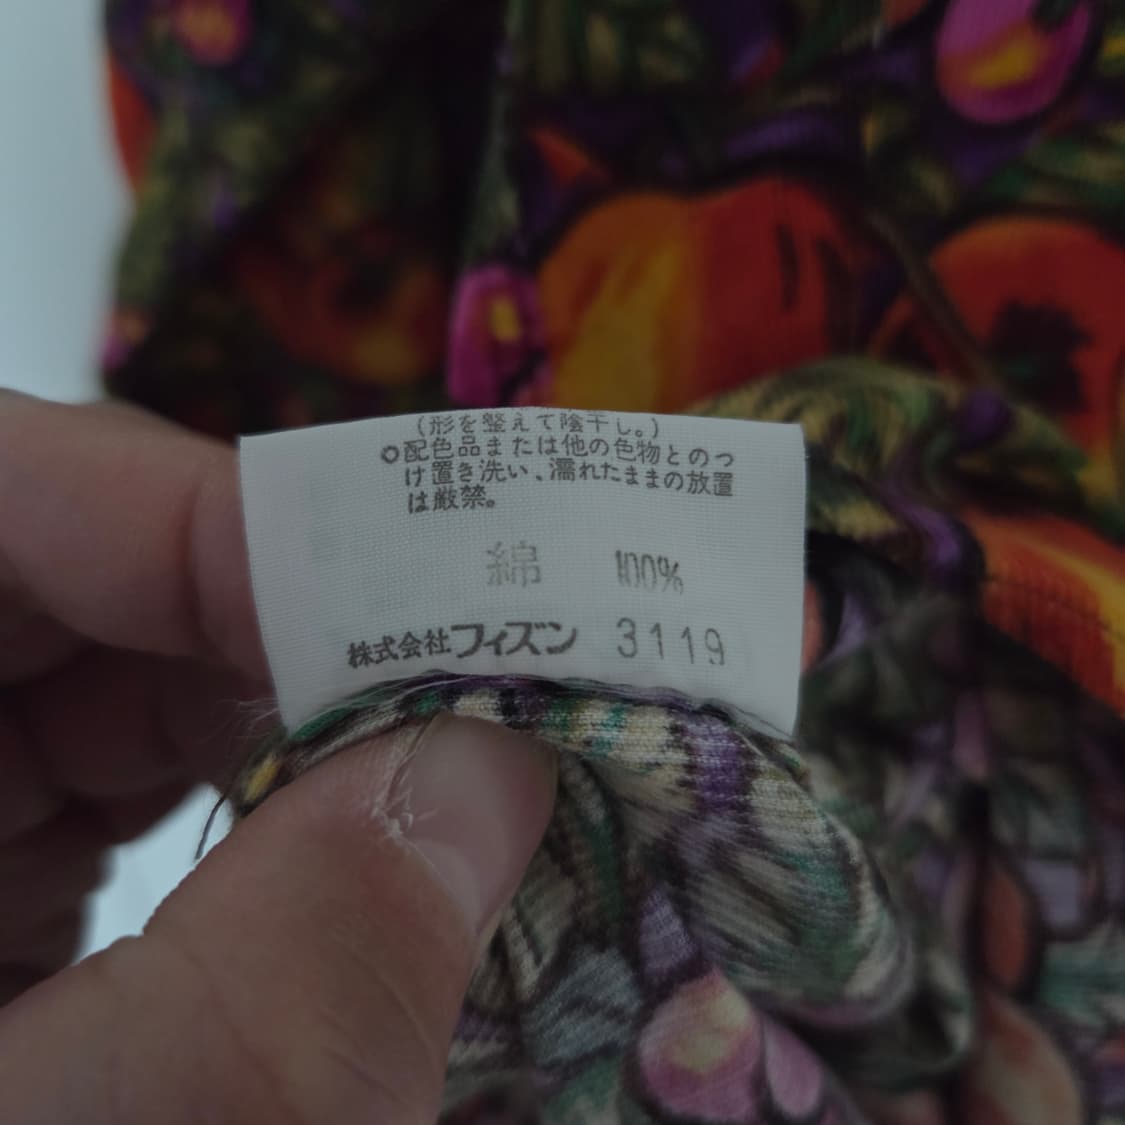 (形を整えて陰干し。)
○配色品または他の色物とのつ
け置き洗い、濡れたままの放置
は厳禁。
綿 100%
株式会社フィズン 3119